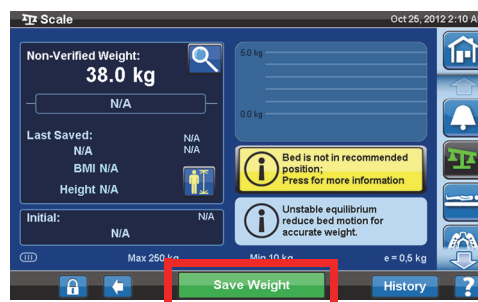 Scale
Oct 25, 2012 2:10 A
Non-Verified Weight:
38.0 kg
N/A
Last Saved:
N/A
N/A
N/A
BMI N/A
Height N/A
Initial:
N/A
N/A
5.0 kg
0.0 kg
Bed is not in recommended
position;
Press for more information
Unstable equilibrium
reduce bed motion for
accurate weight.
Max 250 kg
Min 10 kg
e = 0,5 kg
Save Weight
History
?